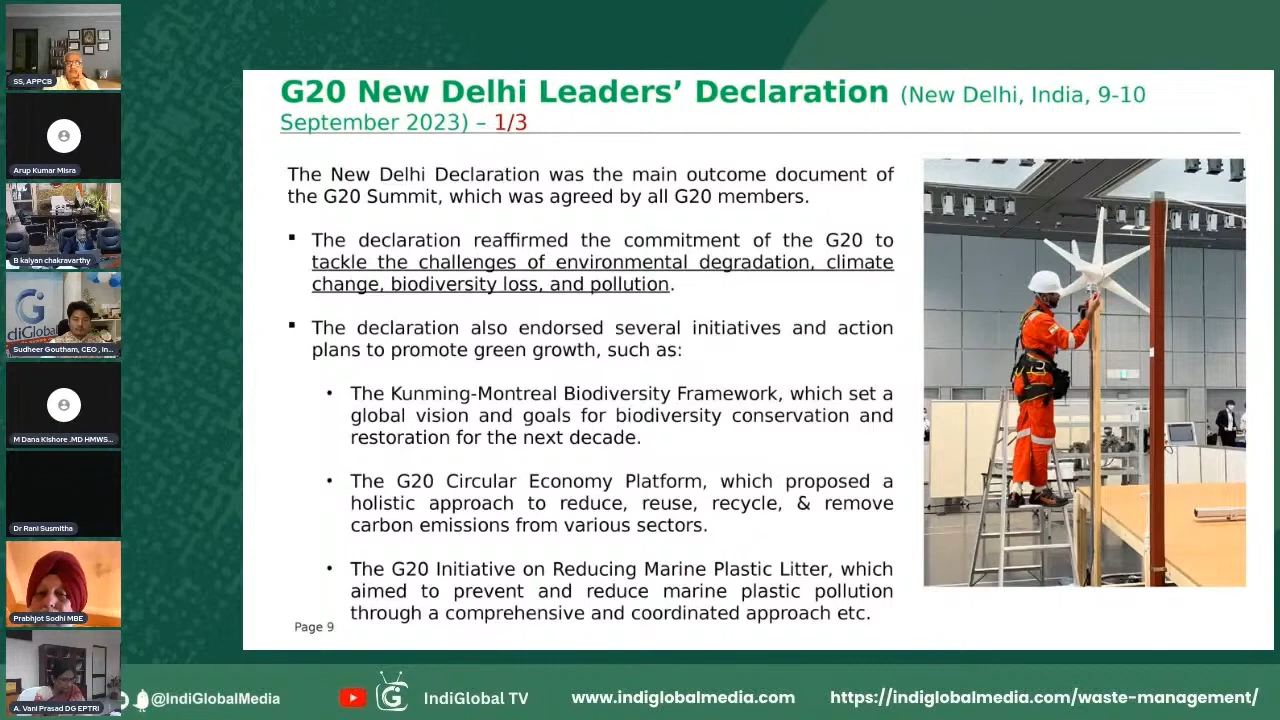 SS, APPCB
Arup Kumar Misra
B kalyan chakravarthy
diGlobal
Sudheer Goutham, CEO , In...
M Dana Kishore ,MD HMWS...
Dr Rani Susmitha
Prabhjot Sodhi MBE
A. Vani Prasad DG EPTRI
G20 New Delhi Leaders’ Declaration (New Delhi, India, 9-10
September 2023) – 1/3
The New Delhi Declaration was the main outcome document of
the G20 Summit, which was agreed by all G20 members.
▪ The declaration reaffirmed the commitment of the G20 to
tackle the challenges of environmental degradation, climate
change, biodiversity loss, and pollution.
▪ The declaration also endorsed several initiatives and action
plans to promote green growth, such as:
• The Kunming-Montreal Biodiversity Framework, which set a
global vision and goals for biodiversity conservation and
restoration for the next decade.
• The G20 Circular Economy Platform, which proposed a
holistic approach to reduce, reuse, recycle, & remove
carbon emissions from various sectors.
• The G20 Initiative on Reducing Marine Plastic Litter, which
aimed to prevent and reduce marine plastic pollution
through a comprehensive and coordinated approach etc.
Page 9
@IndiGlobalMedia
IndiGlobal TV
www.indiglobalmedia.com
https://indiglobalmedia.com/waste-management/